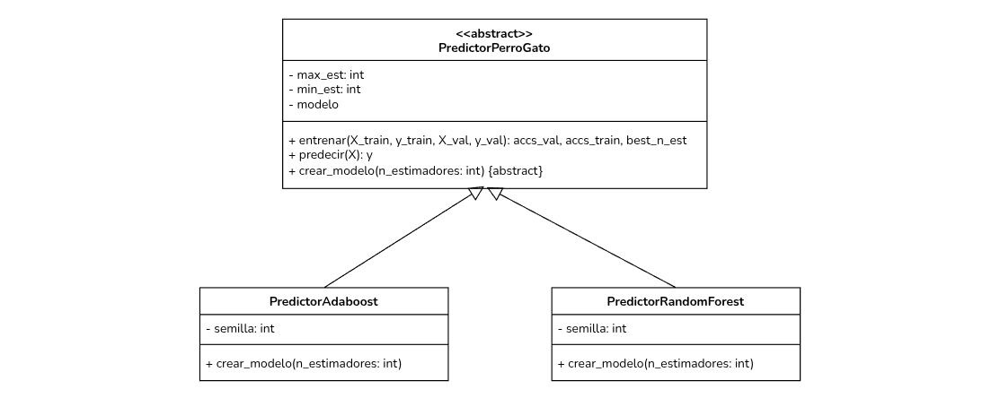 <<abstract>>
PredictorPerroGato
- max_est: int
- min_est: int
- modelo
+ entrenar(X_train, y_train, X_val, y_val): accs_val, accs_train, best_n_est
+ predecir(X): y
+ crear_modelo(n_estimadores: int) {abstract}
PredictorAdaboost
- semilla: int
+ crear_modelo(n_estimadores: int)
PredictorRandomForest
- semilla: int
+ crear_modelo(n_estimadores: int)